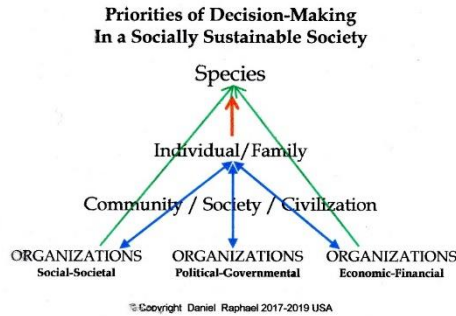 Priorities of Decision-Making
In a Socially Sustainable Society
Species
Individual/Family
Community / Society / Civilization
ORGANIZATIONS ORGANIZATIONS ORGANIZATIONS
Social-Societal Political-Governmental Economic-Financial
© Copyright Daniel Raphael 2017-2019 USA